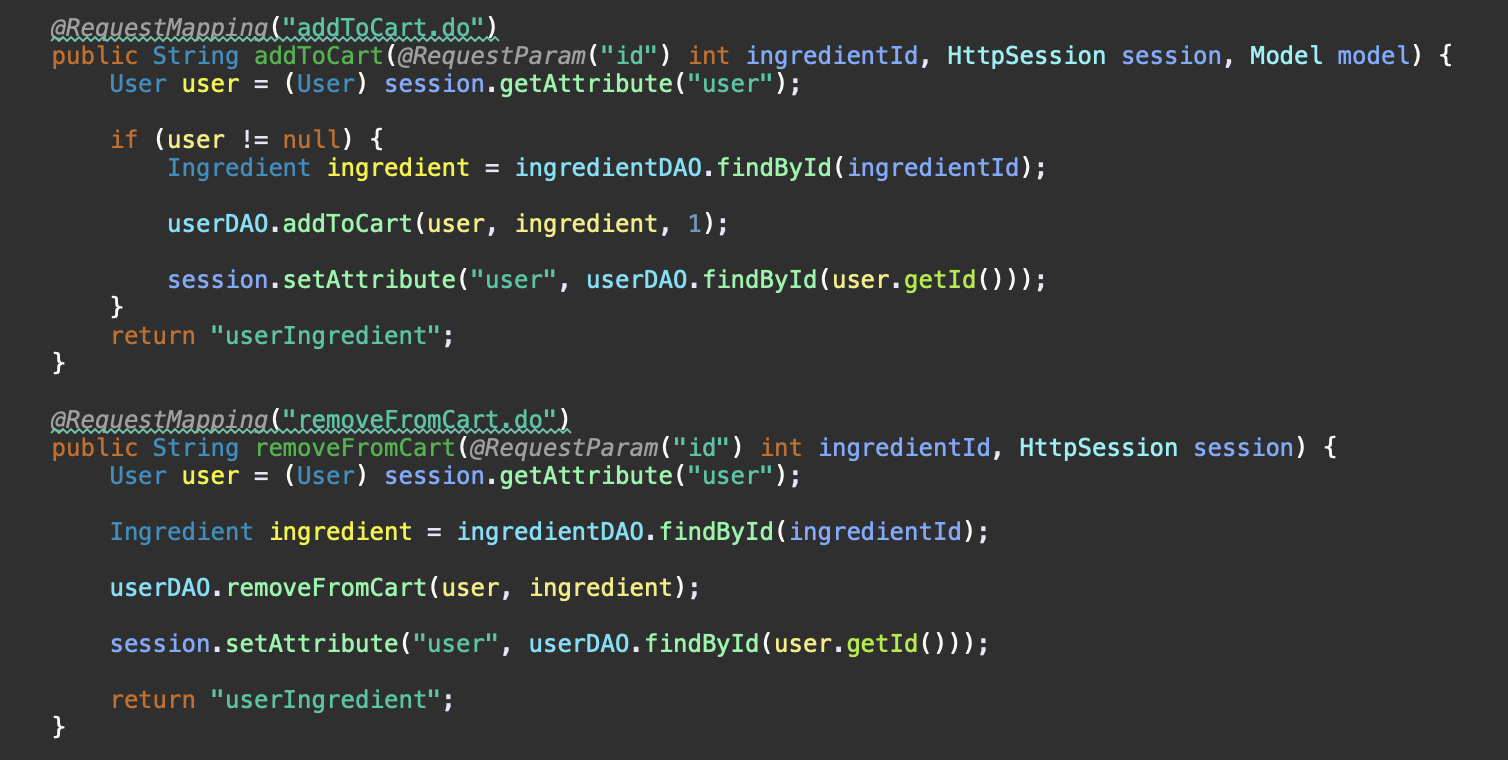 @RequestMapping("addToCart.do")
public String addToCart(@RequestParam("id") int ingredientId, HttpSession session, Model model) {
    User user = (User) session.getAttribute("user");

    if (user != null) {
        Ingredient ingredient = ingredientDAO.findById(ingredientId);

        userDAO.addToCart(user, ingredient, 1);

        session.setAttribute("user", userDAO.findById(user.getId()));
    }
    return "userIngredient";
}

@RequestMapping("removeFromCart.do")
public String removeFromCart(@RequestParam("id") int ingredientId, HttpSession session) {
    User user = (User) session.getAttribute("user");

    Ingredient ingredient = ingredientDAO.findById(ingredientId);

    userDAO.removeFromCart(user, ingredient);

    session.setAttribute("user", userDAO.findById(user.getId()));

    return "userIngredient";
}